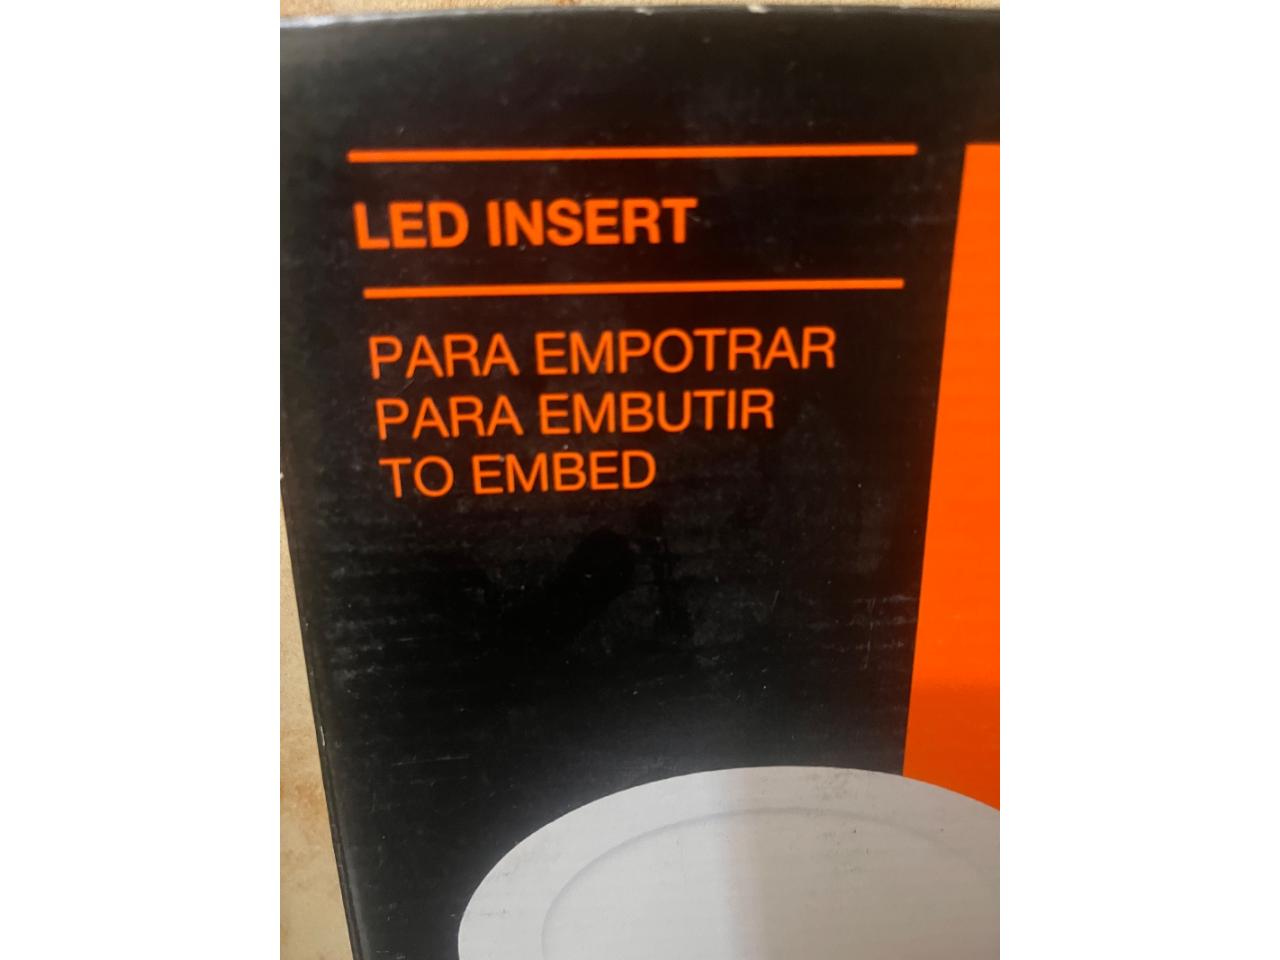 LED INSERT
PARA EMPOTRAR
PARA EMBUTIR
TO EMBED